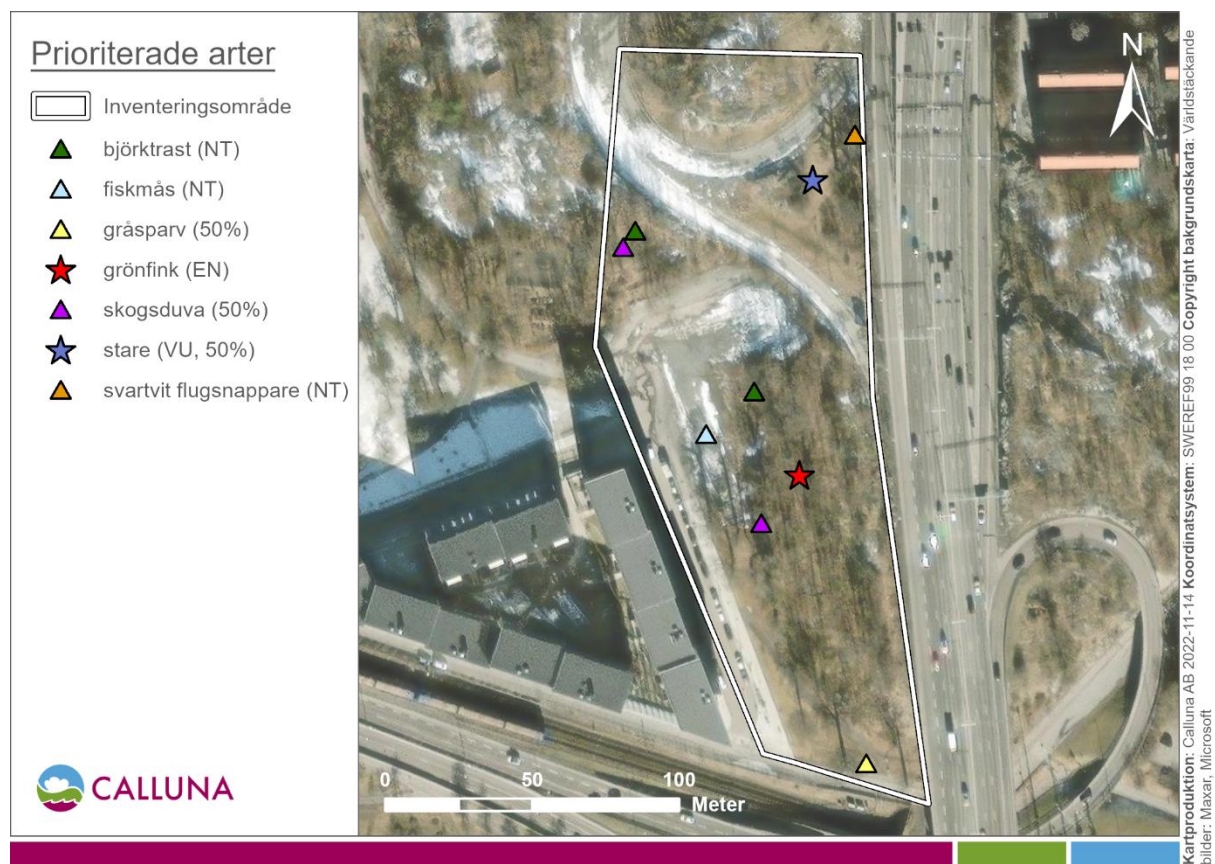 Prioriterade arter
Inventeringsområde
björktrast (NT)
fiskmås (NT)
gråsparv (50%)
grönfink (EN)
skogsduva (50%)
stare (VU, 50%)
svartvit flugsnappare (NT)
CALLUNA
N
0 50 100
Meter
Kartproduktion: Calluna AB 2022-11-14 Koordinatsystem: SWEREF99 18 00 Copyright bakgrundskarta: Världstäckande
bilder: Maxar, Microsoft